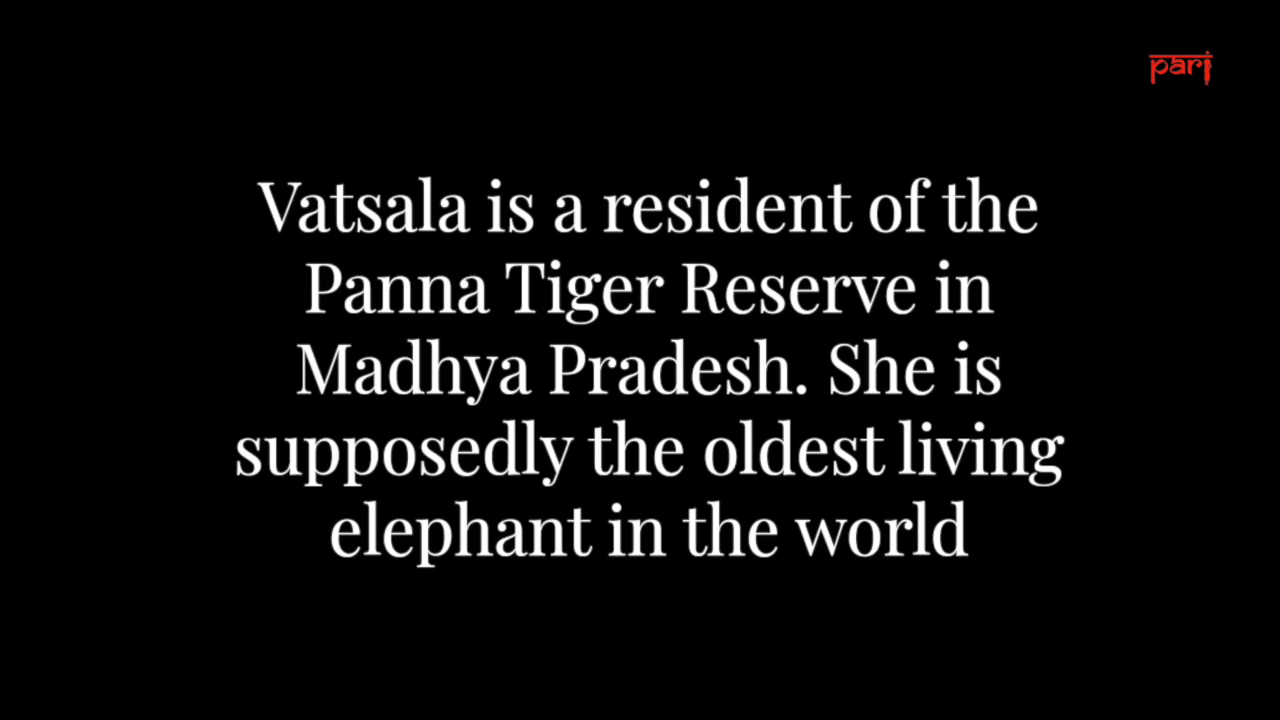 pari
Vatsala is a resident of the
Panna Tiger Reserve in
Madhya Pradesh. She is
supposedly the oldest living
elephant in the world